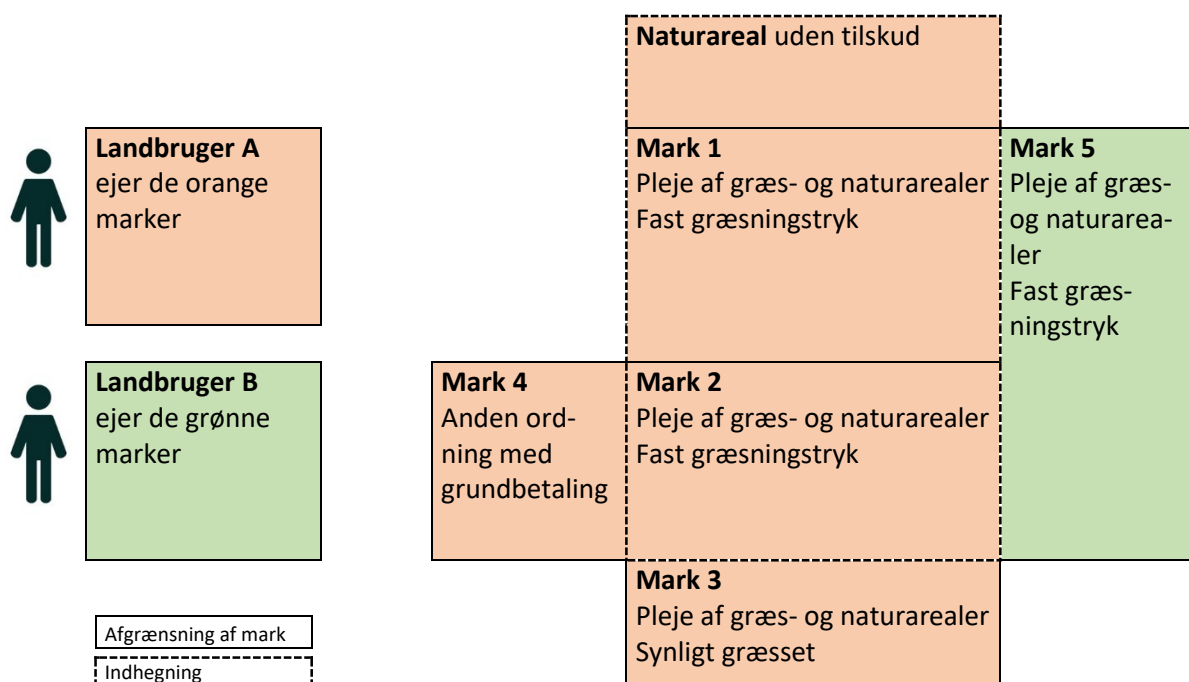 Naturareal uden tilskud
Landbruger A
ejer de orange
marker
Mark 1
Pleje af græs- og naturarealer
Fast græsningstryk
Mark 5
Pleje af græs-
og naturarea-
ler
Fast græs-
ningstryk
Landbruger B
ejer de grønne
marker
Mark 4
Anden ord-
ning med
grundbetaling
Mark 2
Pleje af græs- og naturarealer
Fast græsningstryk
Mark 3
Pleje af græs- og naturarealer
Synligt græsset
Afgrænsning af mark
Indhegning